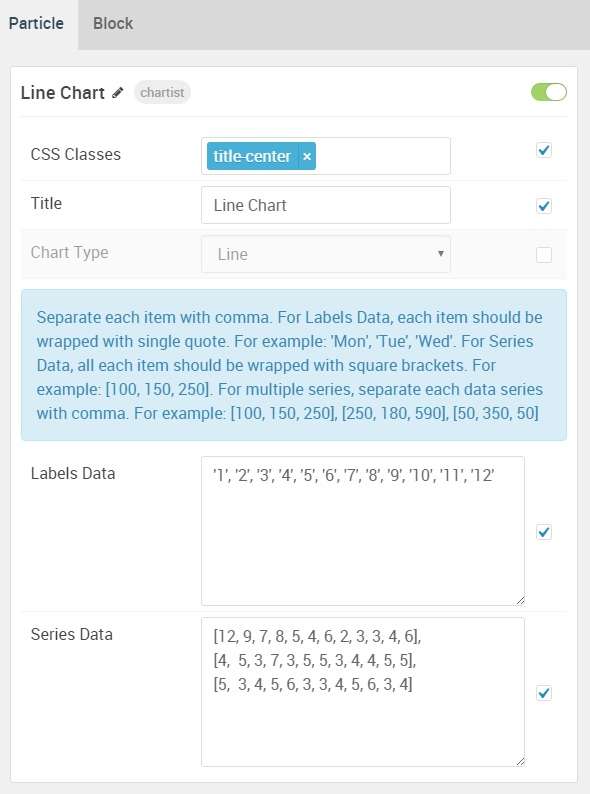 Particle Block
Line Chart chartist
CSS Classes title-center ×
Title Line Chart
Chart Type Line
Separate each item with comma. For Labels Data, each item should be
wrapped with single quote. For example: 'Mon', 'Tue', 'Wed'. For Series
Data, all each item should be wrapped with square brackets. For
example: [100, 150, 250]. For multiple series, separate each data series
with comma. For example: [100, 150, 250], [250, 180, 590], [50, 350, 50]
Labels Data '1', '2', '3', '4', '5', '6', '7', '8', '9', '10', '11', '12'
Series Data [12, 9, 7, 8, 5, 4, 6, 2, 3, 3, 4, 6],
[4,  5, 3, 7, 3, 5, 5, 3, 4, 4, 5, 5],
[5,  3, 4, 5, 6, 3, 3, 4, 5, 6, 3, 4]